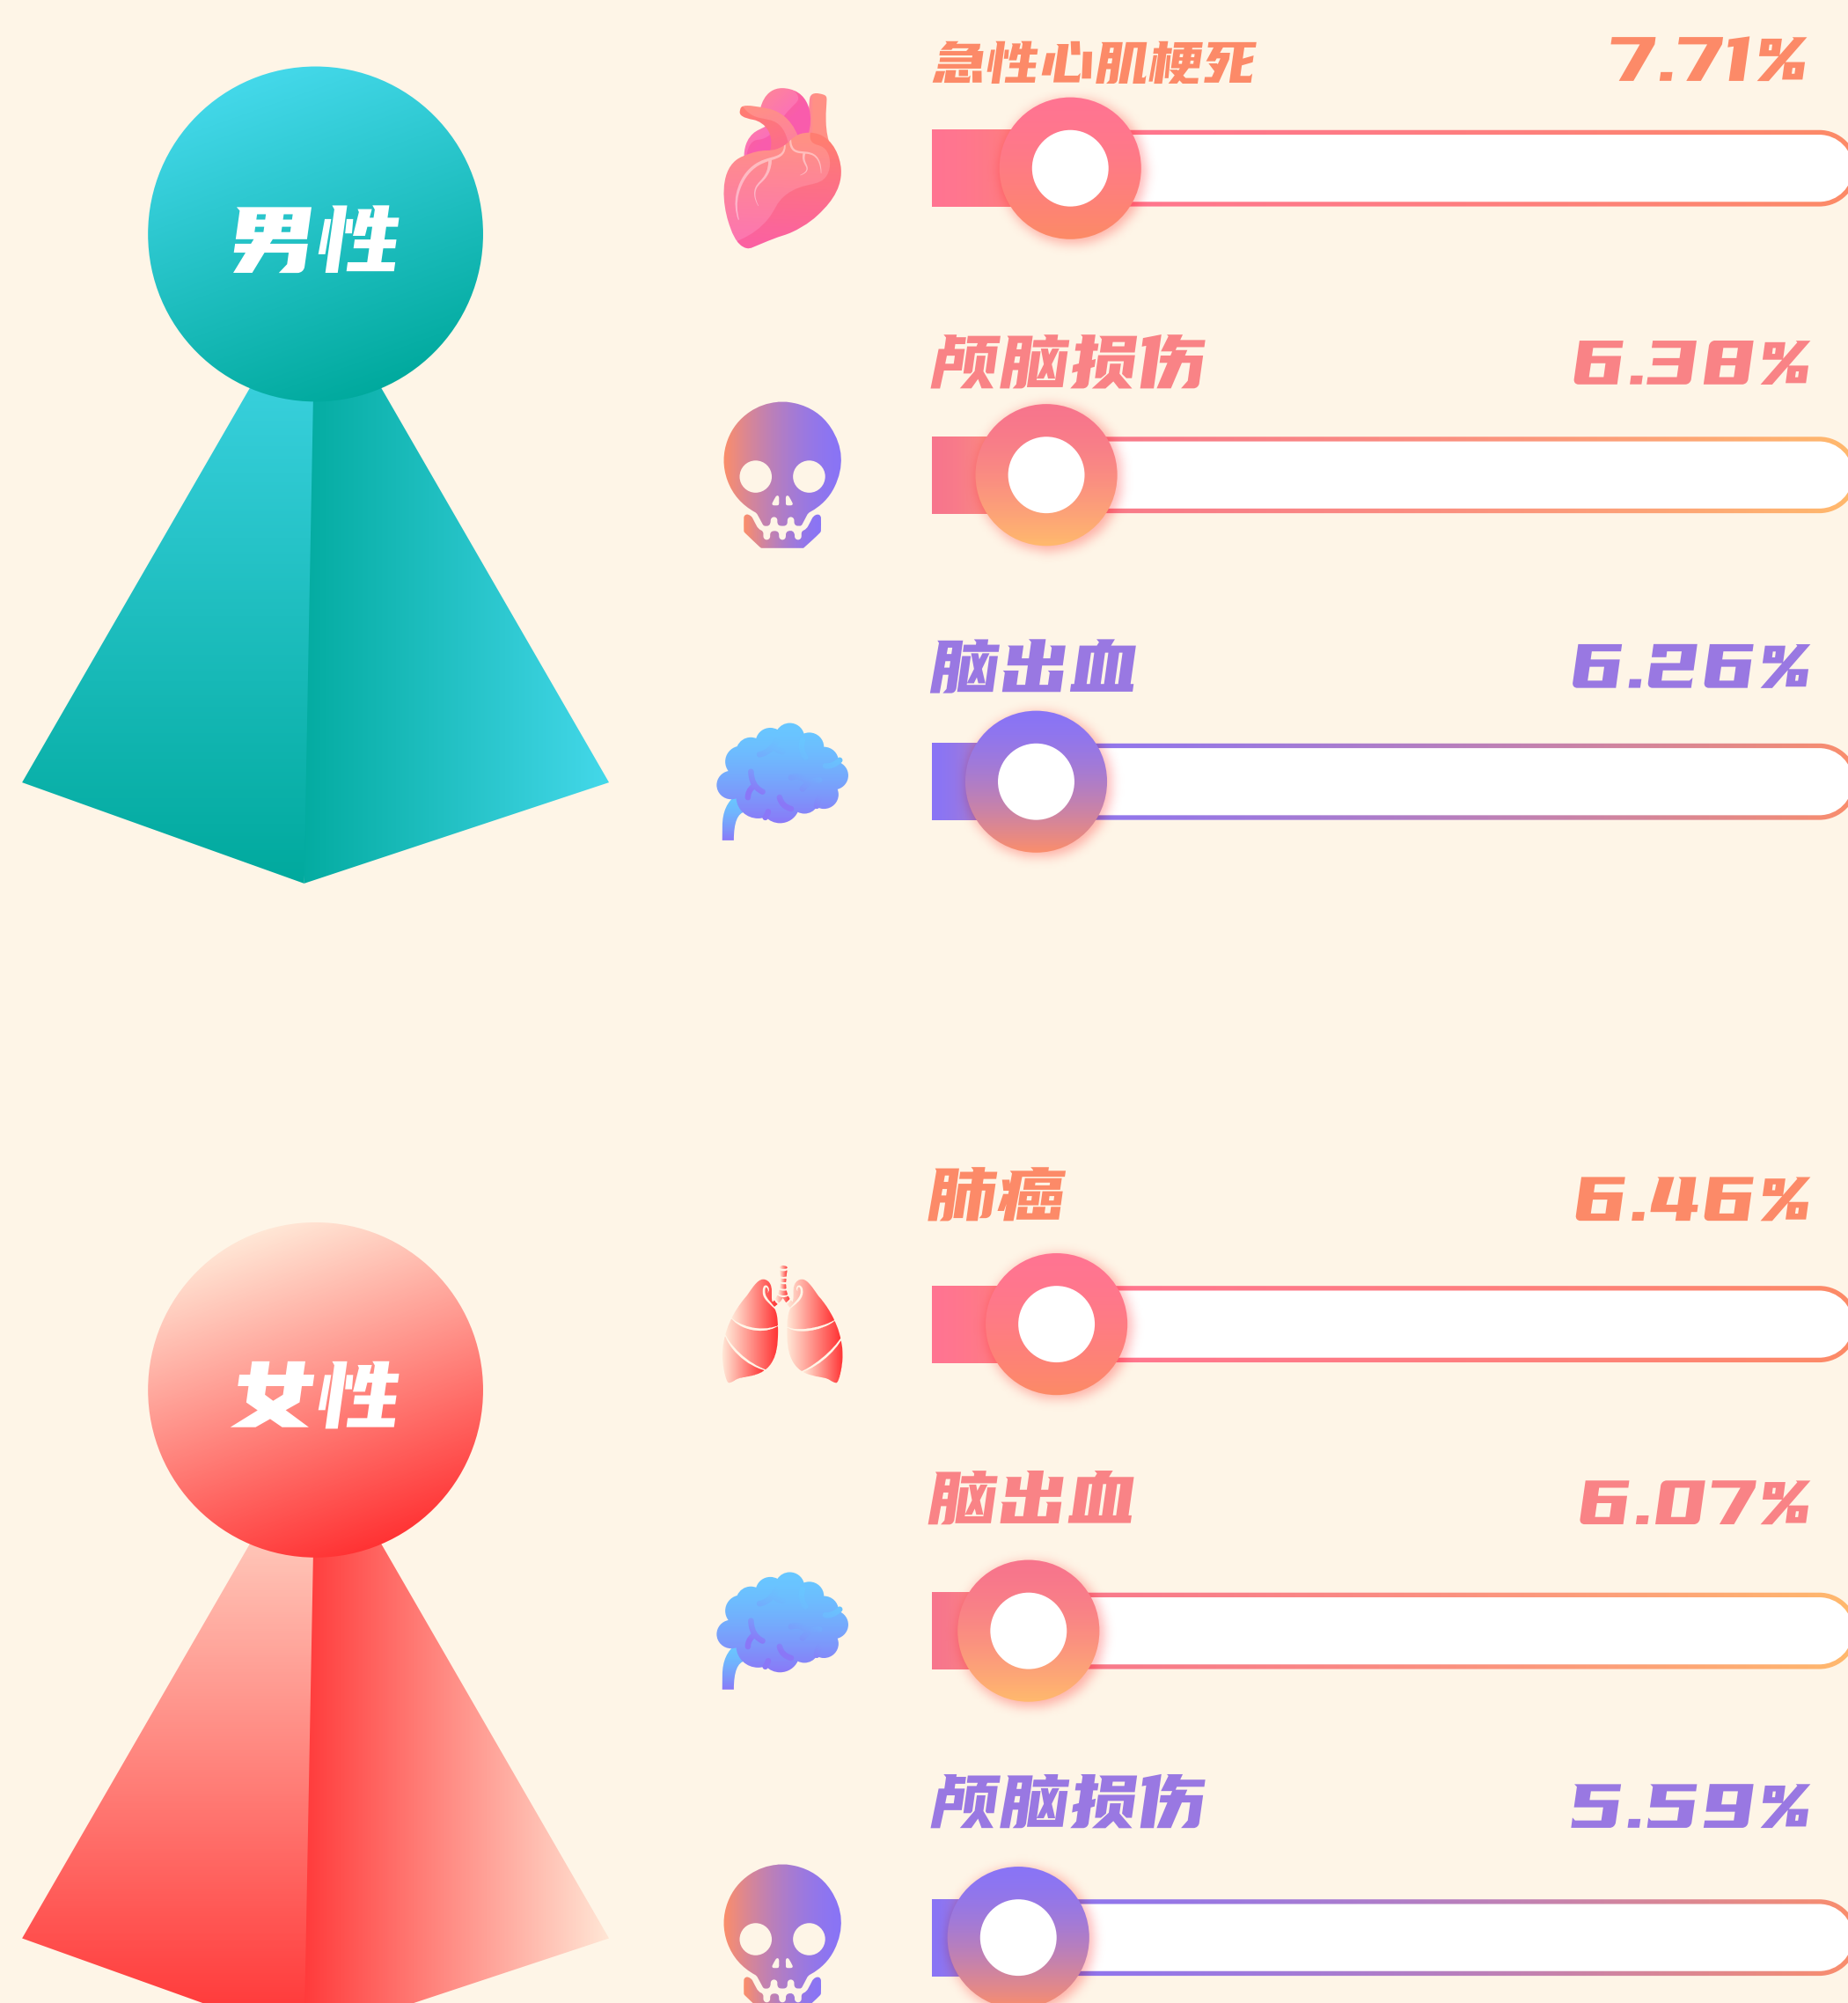 男性
急性心肌梗死 7.71%
颅脑损伤 6.38%
脑出血 6.26%
女性
肺癌 6.46%
脑出血 6.07%
颅脑损伤 5.59%